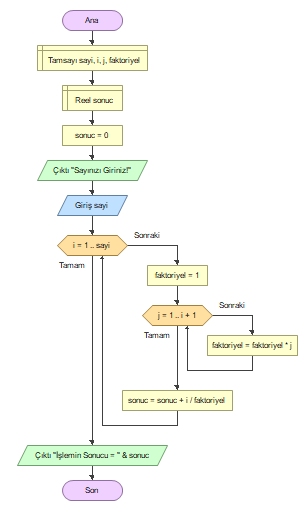 Ana
Tamsayı sayi, i, j, faktoriyel
Reel sonuc
sonuc = 0
Çıktı "Sayınızı Giriniz!"
Giriş sayi
i = 1 .. sayi
Sonraki
Tamam
faktoriyel = 1
j = 1 .. i + 1
Sonraki
Tamam
faktoriyel = faktoriyel * j
sonuc = sonuc + i / faktoriyel
Çıktı "İşlemin Sonucu = " & sonuc
Son